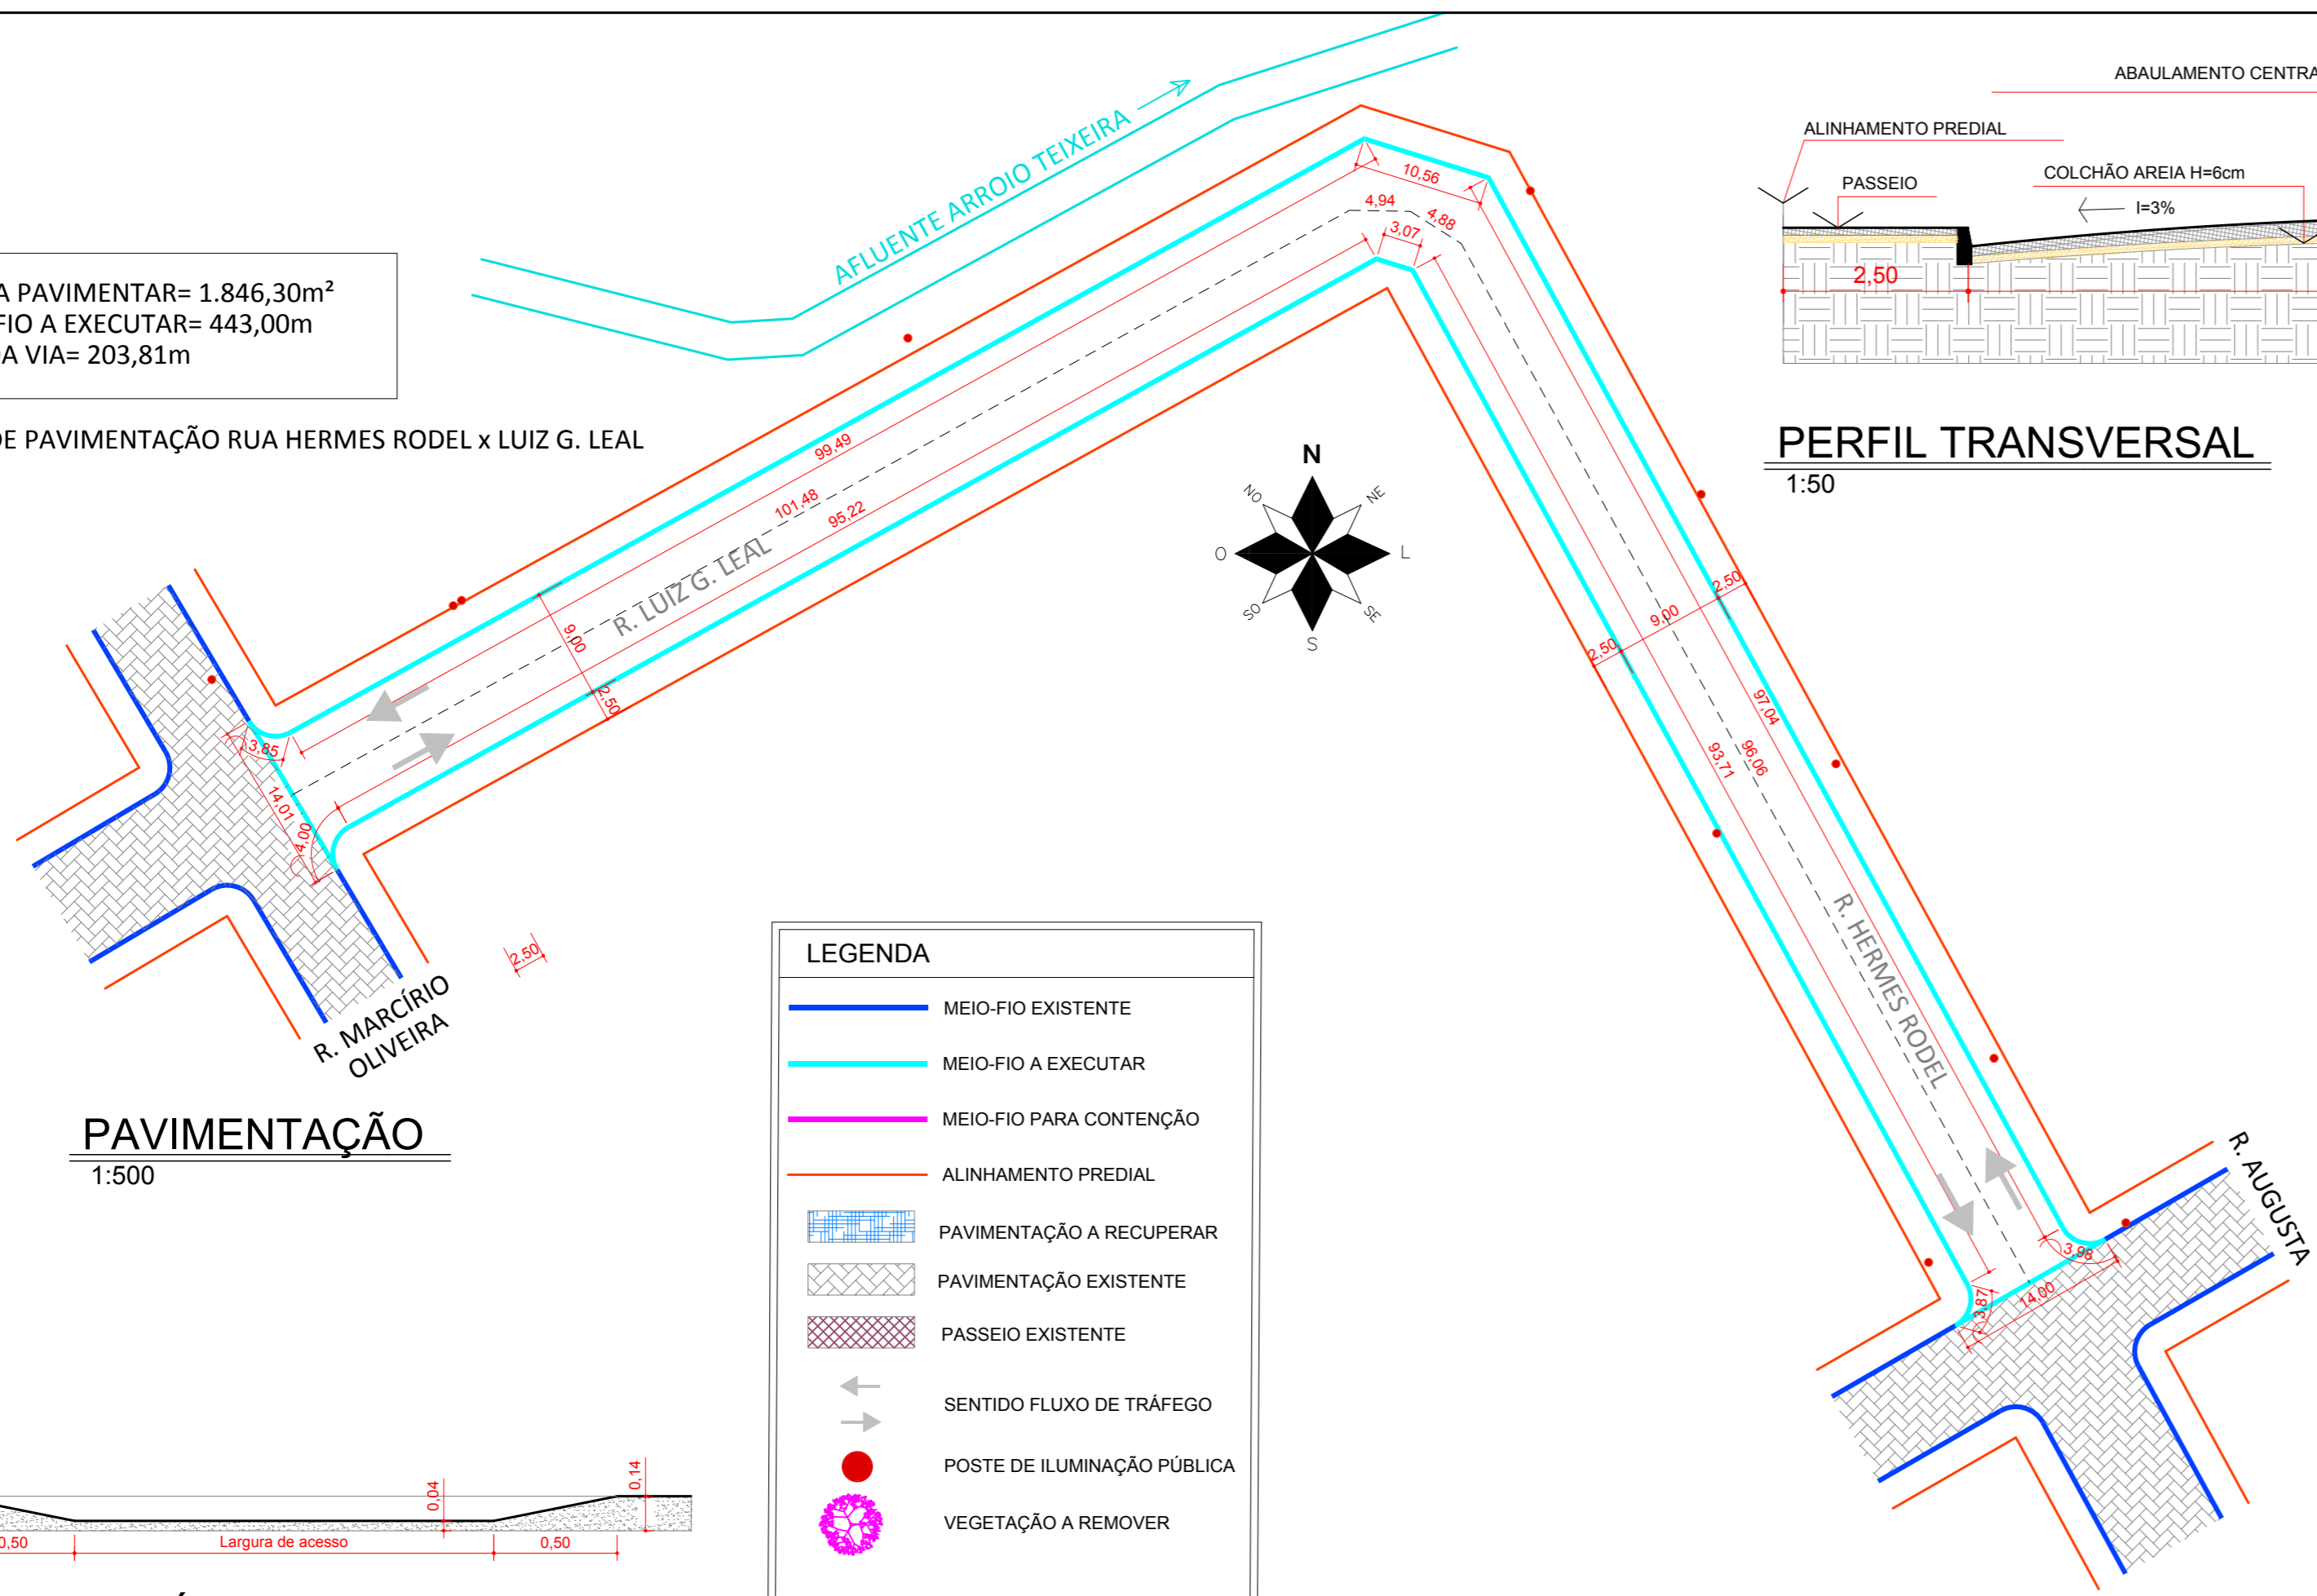 ABAULAMENTO CENTRA
ALINHAMENTO PREDIAL
PASSEIO
COLCHÃO AREIA H=6cm
I=3%
2,50
PERFIL TRANSVERSAL
1:50
A PAVIMENTAR= 1.846,30m²
FIO A EXECUTAR= 443,00m
DA VIA= 203,81m
DE PAVIMENTAÇÃO RUA HERMES RODEL x LUIZ G. LEAL
AFLUENTE ARROIO TEIXEIRA
10,56
4,94
4,88
3,07
99,49
101,48
95,22
R. LUIZ G. LEAL
9,00
2,50
N
NO
NE
O
L
SO
SE
S
2,50
9,00
2,50
97,04
96,06
93,71
R. HERMES RODEL
3,85
14,01
4,00
2,50
R. MARCÍRIO
OLIVEIRA
3,98
14,00
3,87
R. AUGUSTA
PAVIMENTAÇÃO
1:500
LEGENDA
MEIO-FIO EXISTENTE
MEIO-FIO A EXECUTAR
MEIO-FIO PARA CONTENÇÃO
ALINHAMENTO PREDIAL
PAVIMENTAÇÃO A RECUPERAR
PAVIMENTAÇÃO EXISTENTE
PASSEIO EXISTENTE
SENTIDO FLUXO DE TRÁFEGO
POSTE DE ILUMINAÇÃO PÚBLICA
VEGETAÇÃO A REMOVER
0,04
0,14
0,50
Largura de acesso
0,50